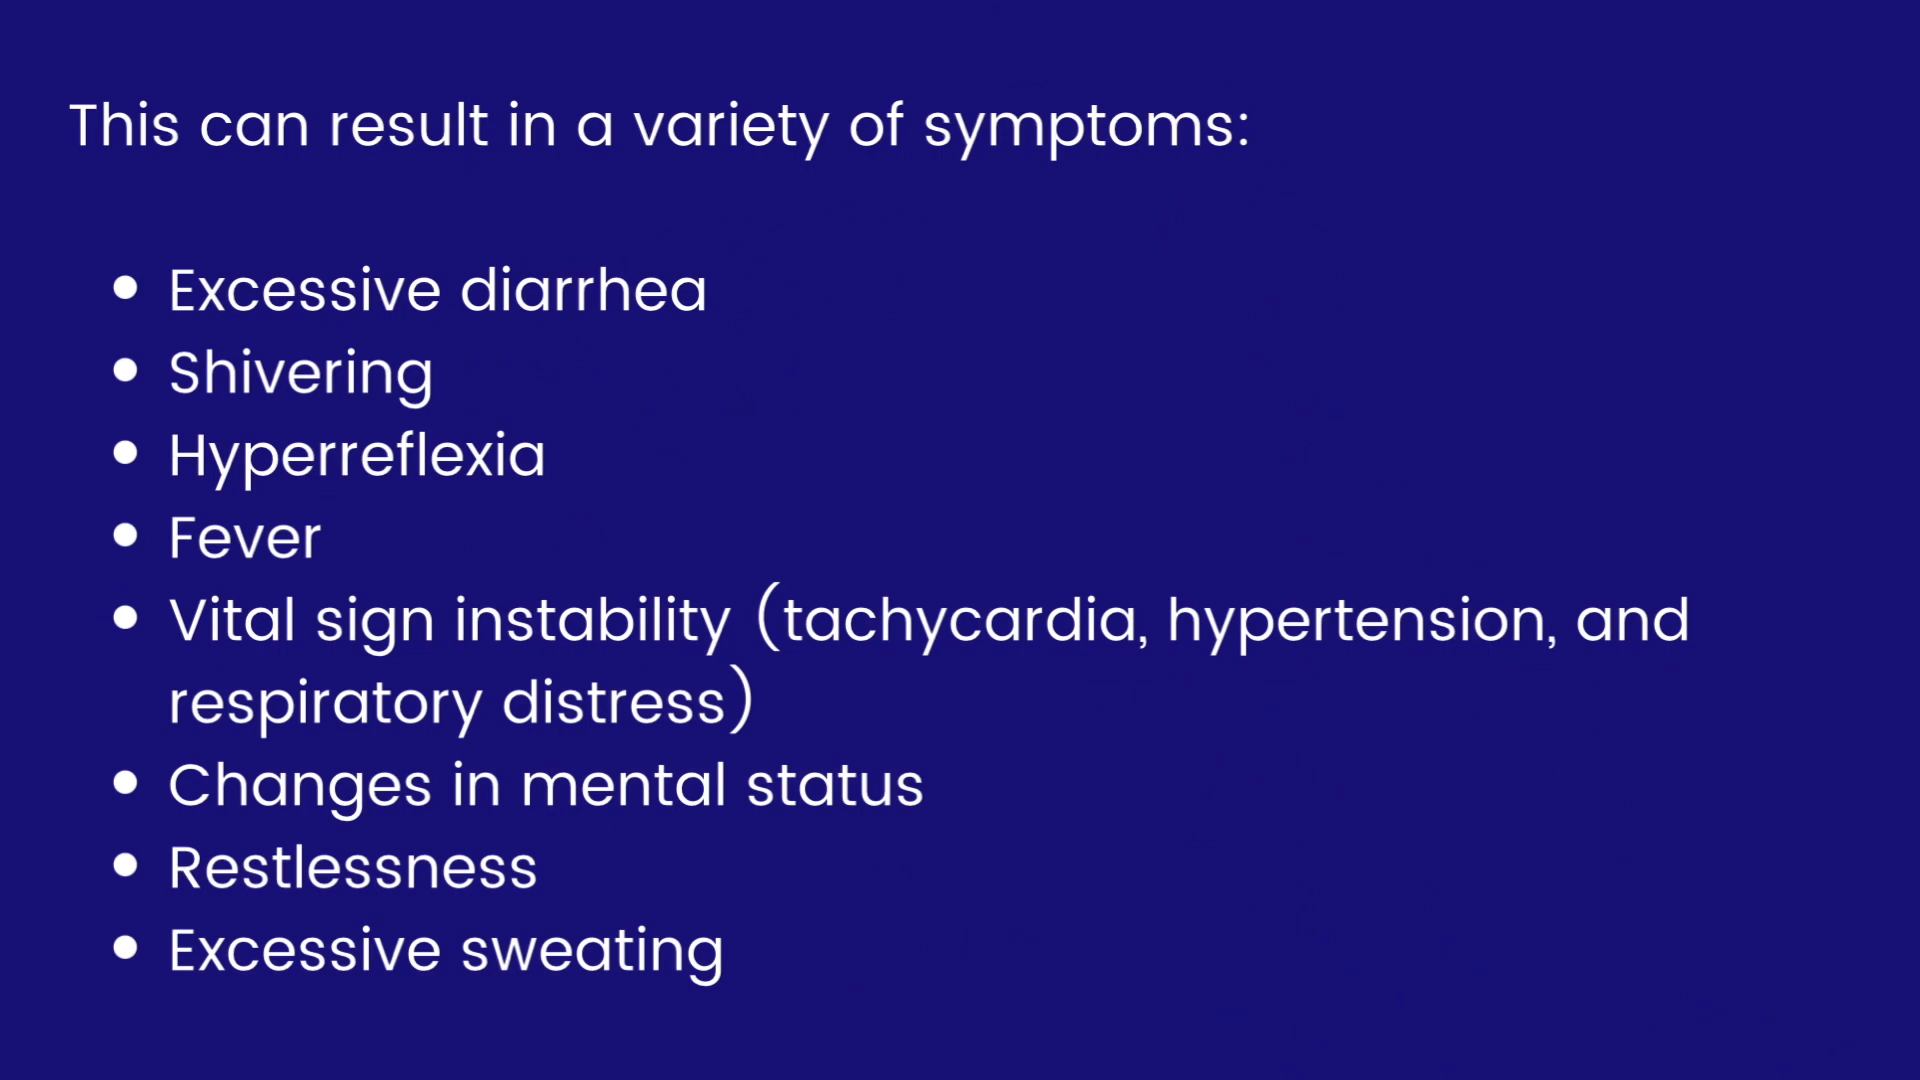 This can result in a variety of symptoms:
• Excessive diarrhea
• Shivering
• Hyperreflexia
• Fever
• Vital sign instability (tachycardia, hypertension, and
respiratory distress)
• Changes in mental status
• Restlessness
• Excessive sweating